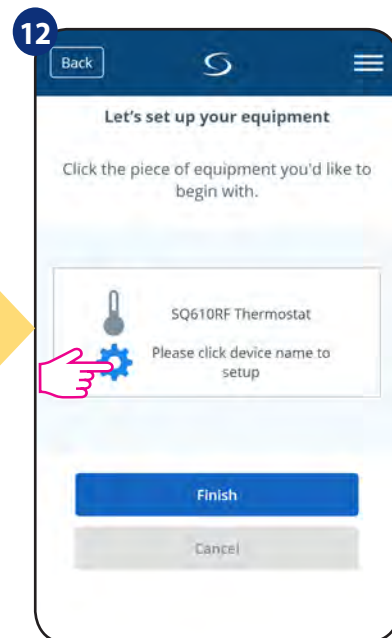 12
Back
Let's set up your equipment
Click the piece of equipment you'd like to
begin with.
SQ610RF Thermostat
Please click device name to
setup
Finish
Cancel